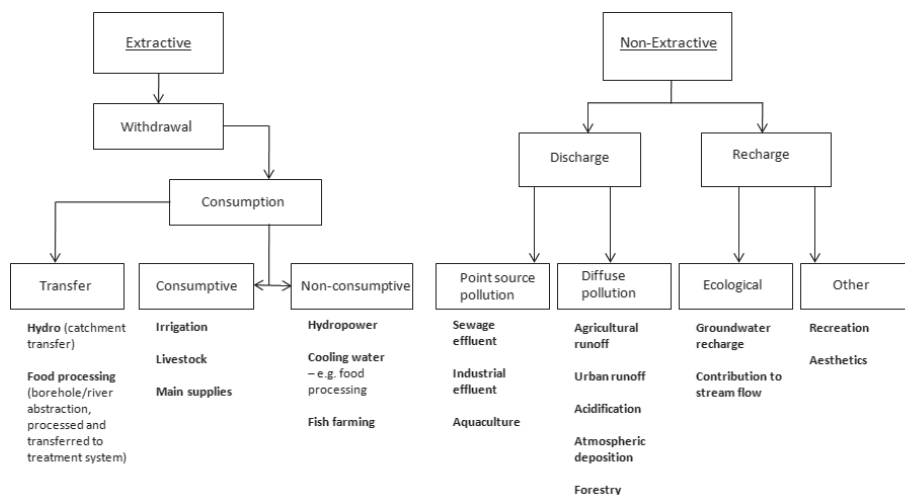 Extractive
Non-Extractive
Withdrawal
Discharge
Recharge
Consumption
Transfer
Consumptive
Non-consumptive
Point source
pollution
Diffuse
pollution
Ecological
Other
Hydro (catchment
transfer)
Food processing
(borehole/river
abstraction,
processed and
transferred to
treatment system)
Irrigation
Livestock
Main supplies
Hydropower
Cooling water
– e.g. food
processing
Fish farming
Sewage
effluent
Industrial
effluent
Aquaculture
Agricultural
runoff
Urban runoff
Acidification
Atmospheric
deposition
Forestry
Groundwater
recharge
Contribution to
stream flow
Recreation
Aesthetics